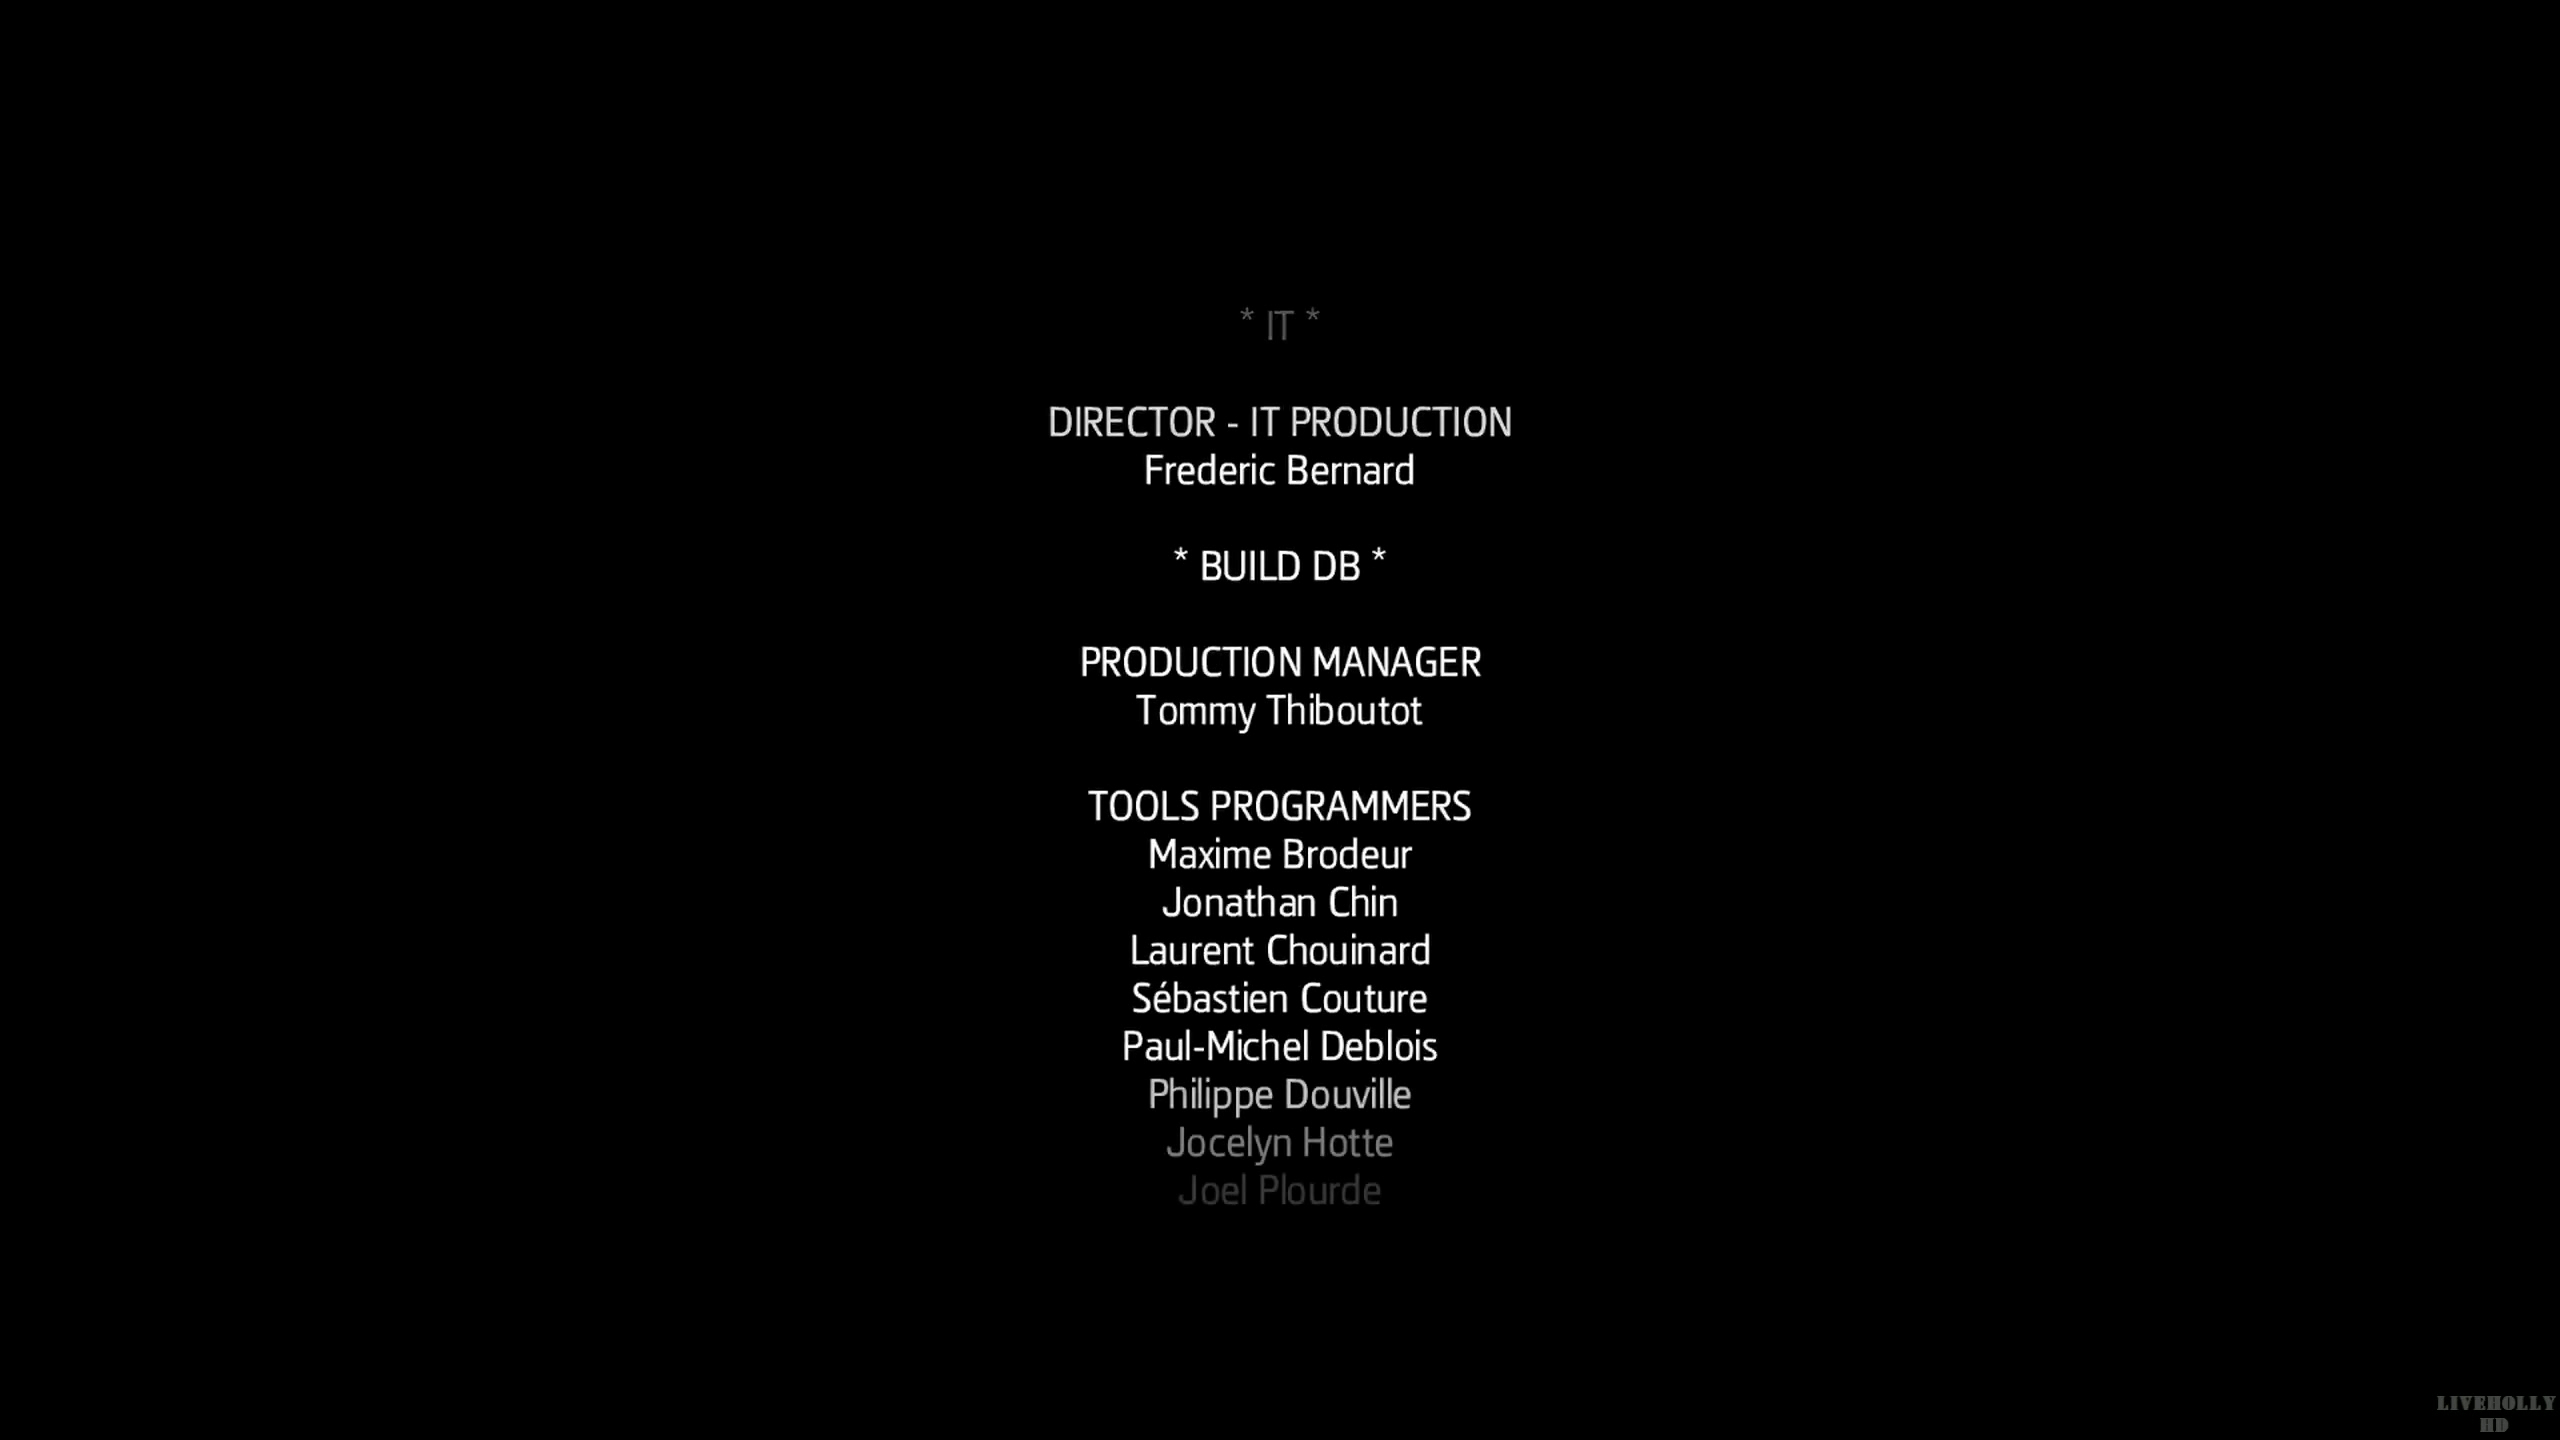 * IT *
DIRECTOR - IT PRODUCTION
Frederic Bernard
* BUILD DB *
PRODUCTION MANAGER
Tommy Thiboutot
TOOLS PROGRAMMERS
Maxime Brodeur
Jonathan Chin
Laurent Chouinard
Sébastien Couture
Paul-Michel Deblois
Philippe Douville
Jocelyn Hotte
Joel Plourde
LIVEHOLLY
HD